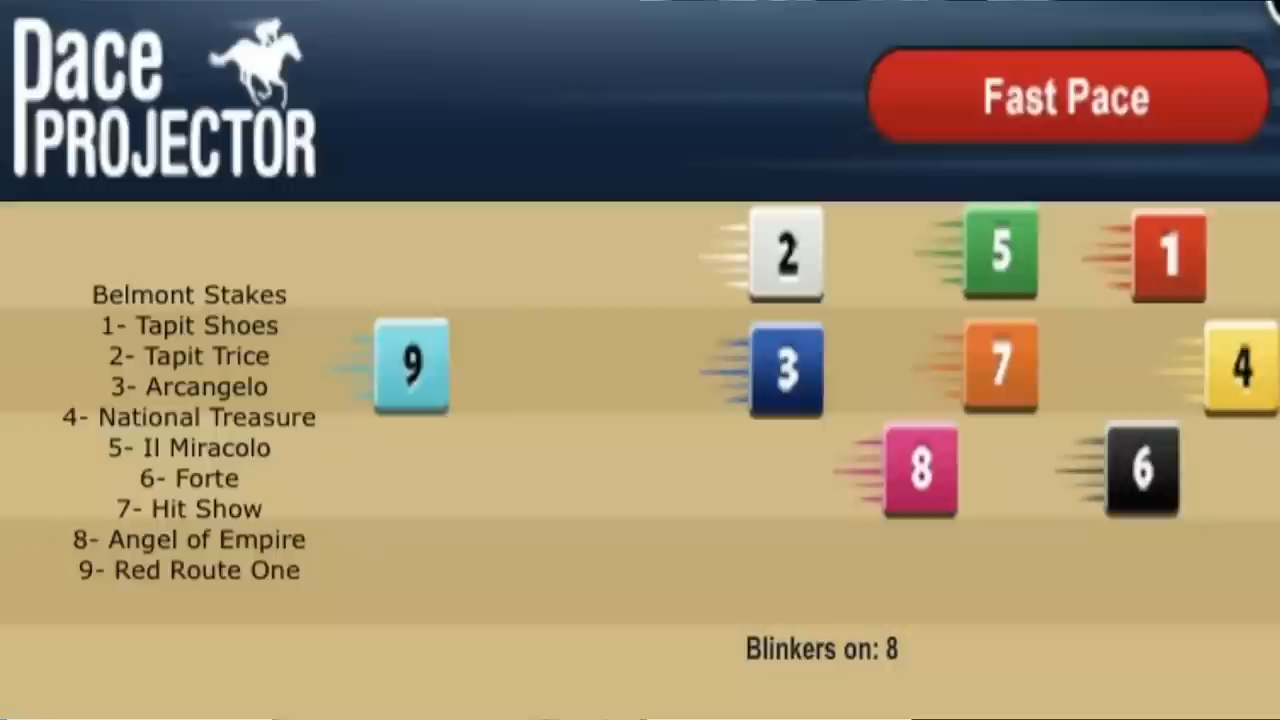 Pace
PROJECTOR
Fast Pace
2 5 1
9 3 7 4
8 6
Belmont Stakes
1- Tapit Shoes
2- Tapit Trice
3- Arcangelo
4- National Treasure
5- Il Miracolo
6- Forte
7- Hit Show
8- Angel of Empire
9- Red Route One
Blinkers on: 8